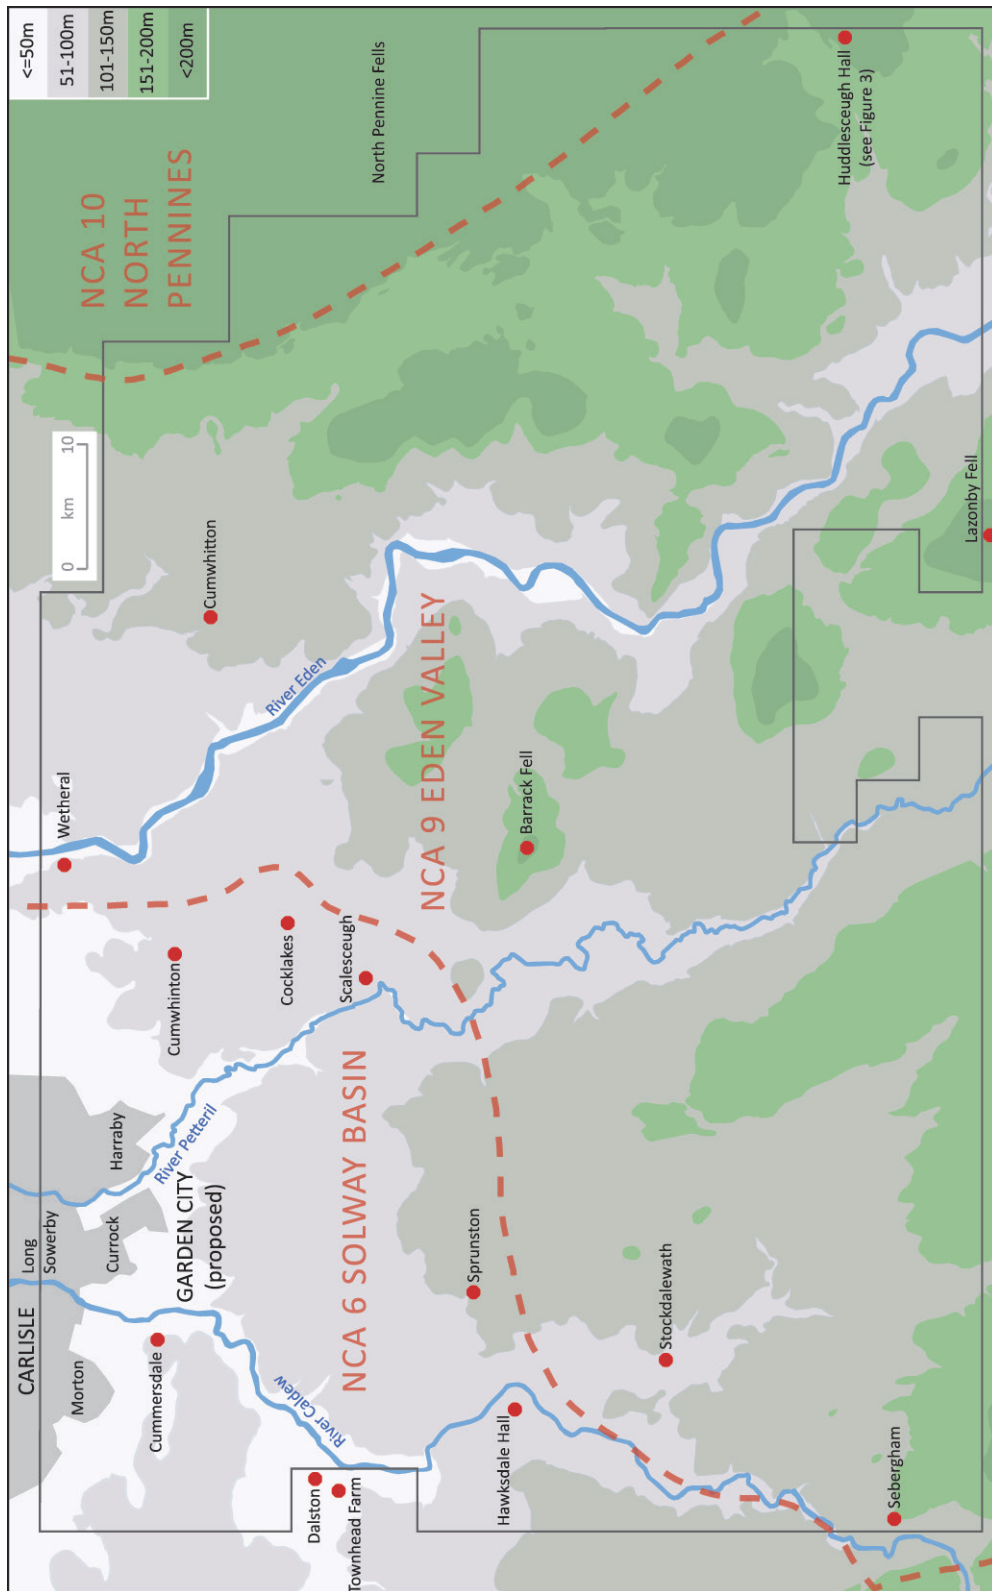 CARLISLE
Long
Sowerby
Morton
Currock
Harraby
Cummersdale
GARDEN CITY
(proposed)
River Petteril
River Caldew
Cumwhinton
Cocklakes
Scalesceugh
Wetheral
River Eden
Cumwhitton
0 km 10
NCA 10
NORTH
PENNINES
North Pennine Fells
<=50m
51-100m
101-150m
151-200m
<200m
Dalston
Townhead Farm
NCA 6 SOLWAY BASIN
NCA 9 EDEN VALLEY
Hawksdale Hall
Sprunston
Barrack Fell
Stockdalewath
Sebergham
Lazonby Fell
Huddlesceugh Hall
(see Figure 3)